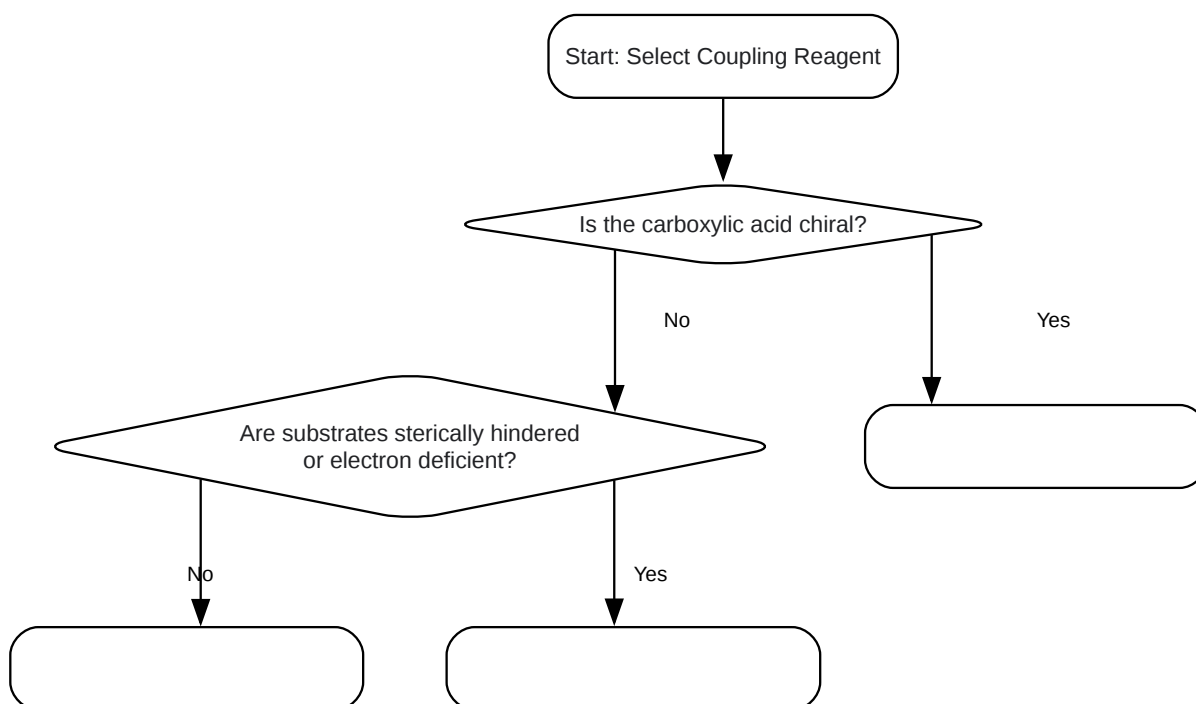 Start: Select Coupling Reagent
Is the carboxylic acid chiral?
No
Yes
Are substrates sterically hindered
or electron deficient?
No
Yes